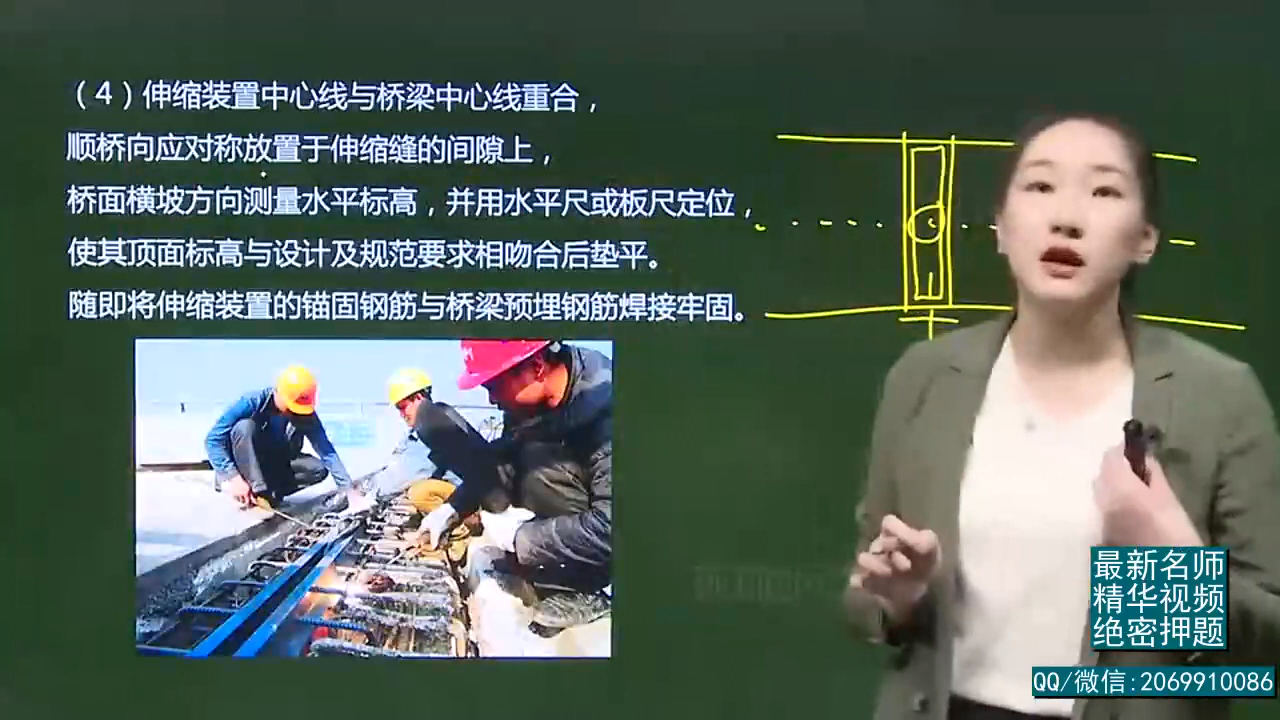 （4）伸缩装置中心线与桥梁中心线重合，
顺桥向应对称放置于伸缩缝的间隙上，
桥面横坡方向测量水平标高，并用水平尺或板尺定位，
使其顶面标高与设计及规范要求相吻合后垫平。
随即将伸缩装置的锚固钢筋与桥梁预埋钢筋焊接牢固。
最新名师
精华视频
绝密押题
QQ/微信:2069910086